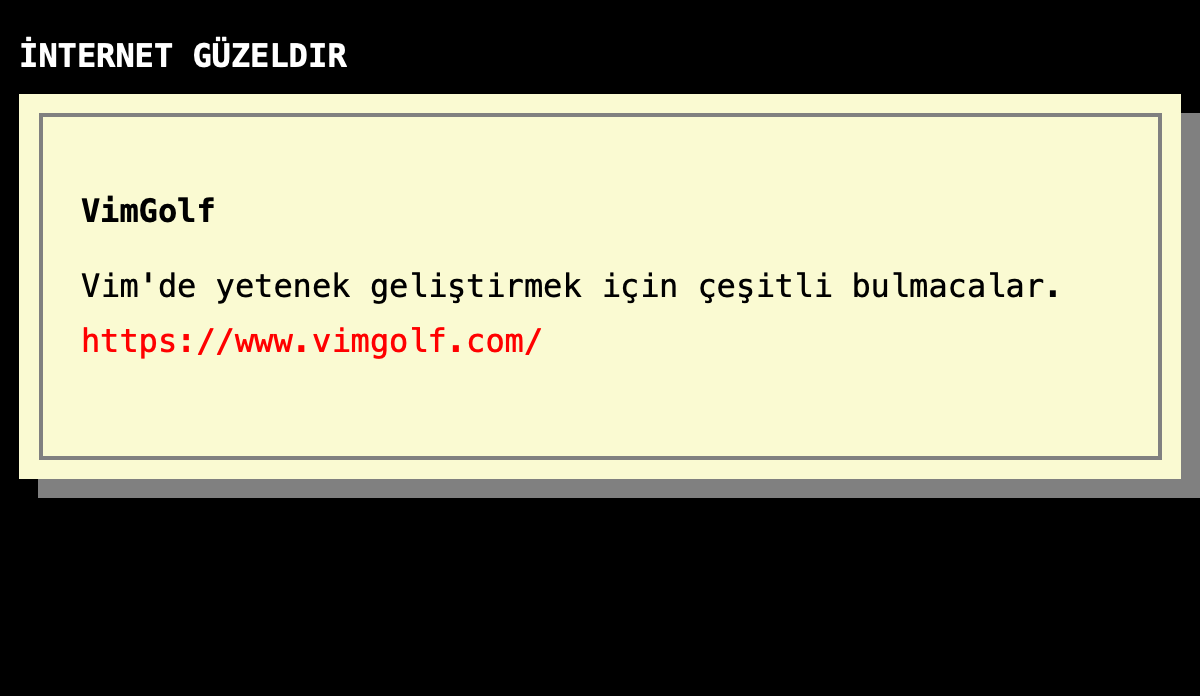 İNTERNET GÜZELDIR
VimGolf
Vim'de yetenek geliştirmek için çeşitli bulmacalar.
https://www.vimgolf.com/